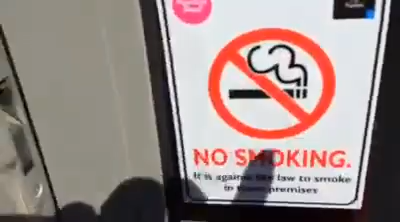 NO SMOKING.
It is against the law to smoke
in these premises